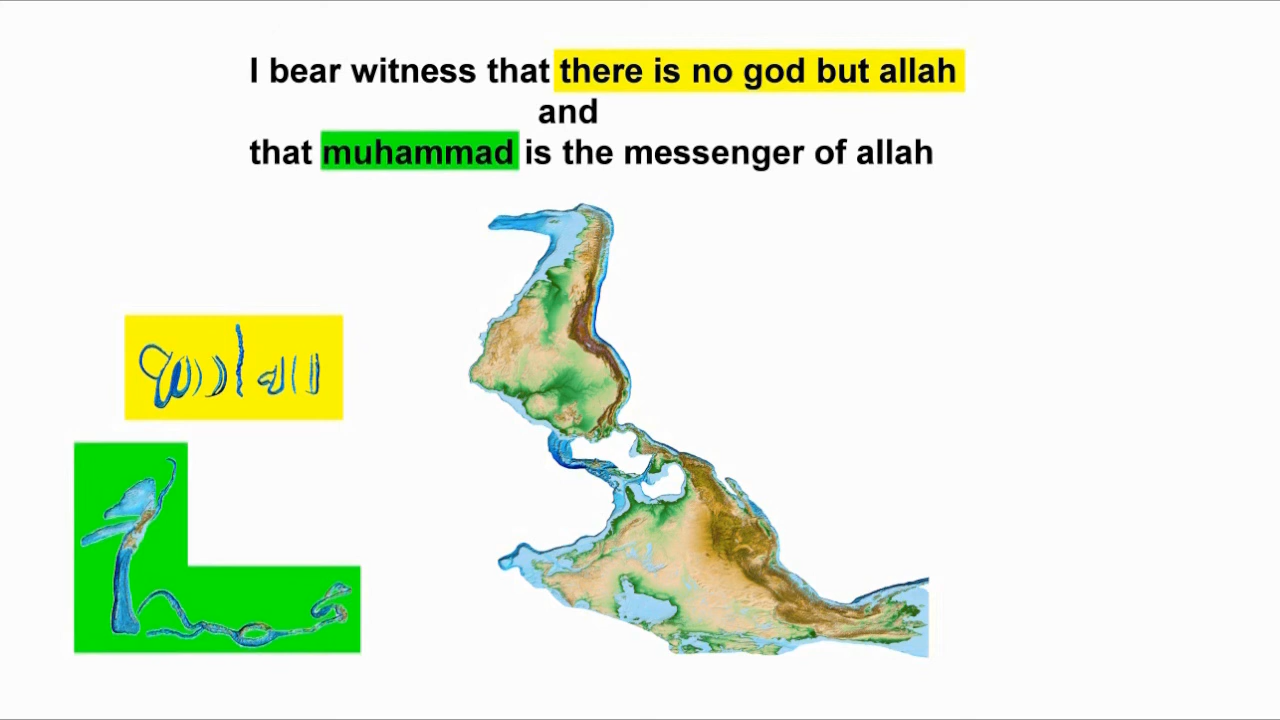 I bear witness that there is no god but allah
and
that muhammad is the messenger of allah